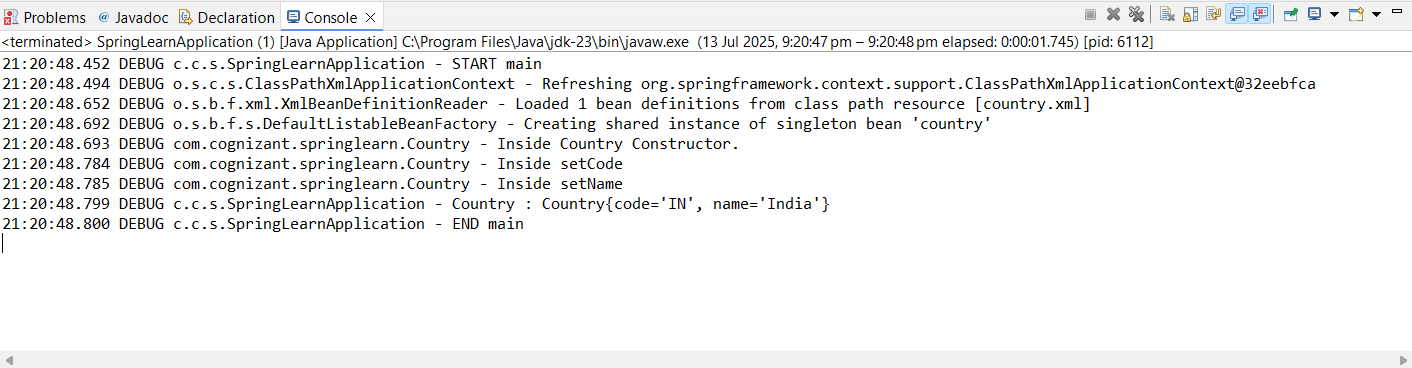 Problems @ Javadoc Declaration Console
<terminated> SpringLearnApplication (1) [Java Application] C:\Program Files\Java\jdk-23\bin\javaw.exe (13 Jul 2025, 9:20:47 pm – 9:20:48 pm elapsed: 0:00:01.745) [pid: 6112]
21:20:48.452 DEBUG c.c.s.SpringLearnApplication - START main
21:20:48.494 DEBUG o.s.c.s.ClassPathXmlApplicationContext - Refreshing org.springframework.context.support.ClassPathXmlApplicationContext@32eebfca
21:20:48.652 DEBUG o.s.b.f.xml.XmlBeanDefinitionReader - Loaded 1 bean definitions from class path resource [country.xml]
21:20:48.692 DEBUG o.s.b.f.s.DefaultListableBeanFactory - Creating shared instance of singleton bean 'country'
21:20:48.693 DEBUG com.cognizant.springlearn.Country - Inside Country Constructor.
21:20:48.784 DEBUG com.cognizant.springlearn.Country - Inside setCode
21:20:48.785 DEBUG com.cognizant.springlearn.Country - Inside setName
21:20:48.799 DEBUG c.c.s.SpringLearnApplication - Country : Country{code='IN', name='India'}
21:20:48.800 DEBUG c.c.s.SpringLearnApplication - END main